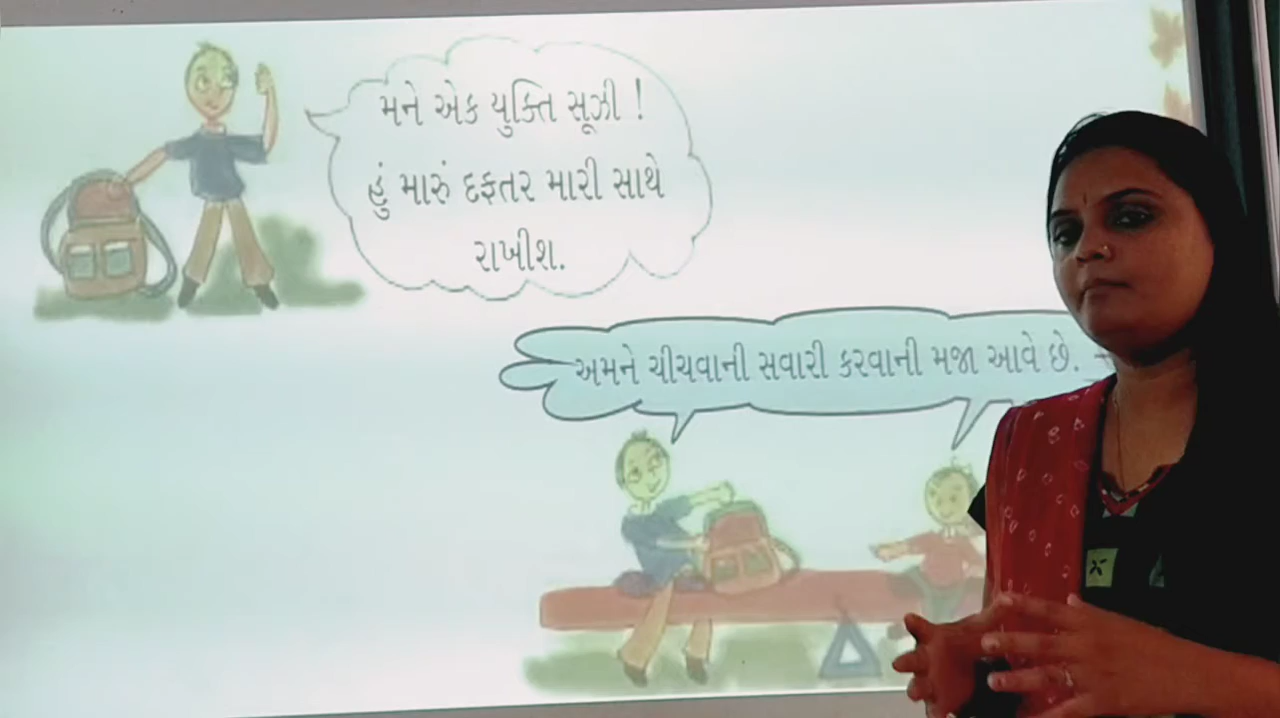 મને એક યુક્તિ સૂઝી !
હું મારું દફતર મારી સાથે
રાખીશ.
અમને ચીચવાની સવારી કરવાની મજા આવે છે.